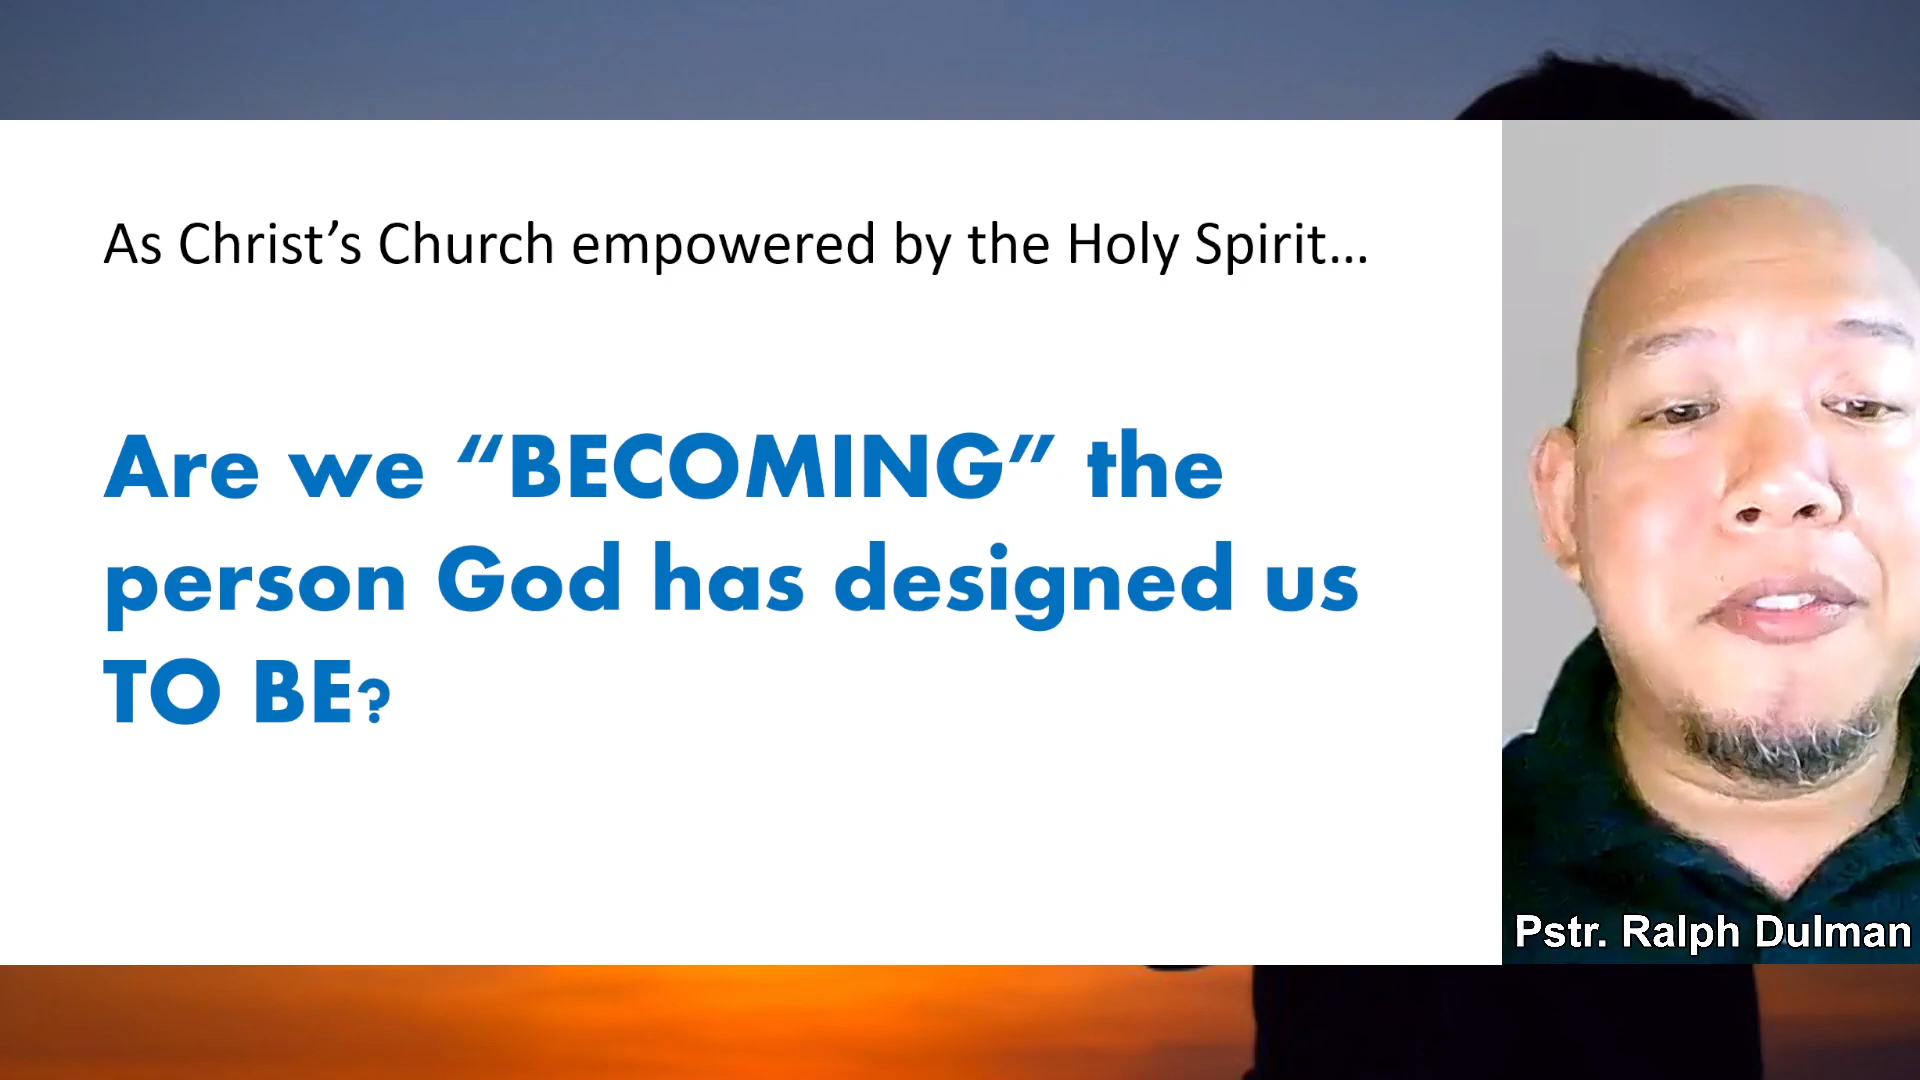 As Christ’s Church empowered by the Holy Spirit…
Are we “BECOMING” the
person God has designed us
TO BE?
Pstr. Ralph Dulman